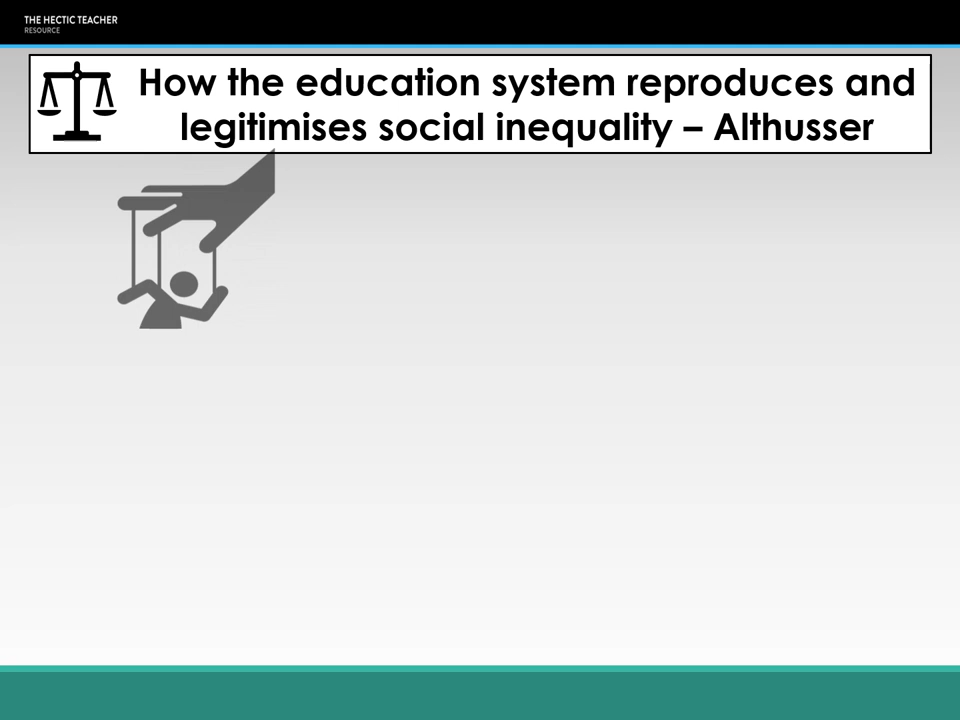 THE HECTIC TEACHER
RESOURCE
How the education system reproduces and
legitimises social inequality – Althusser